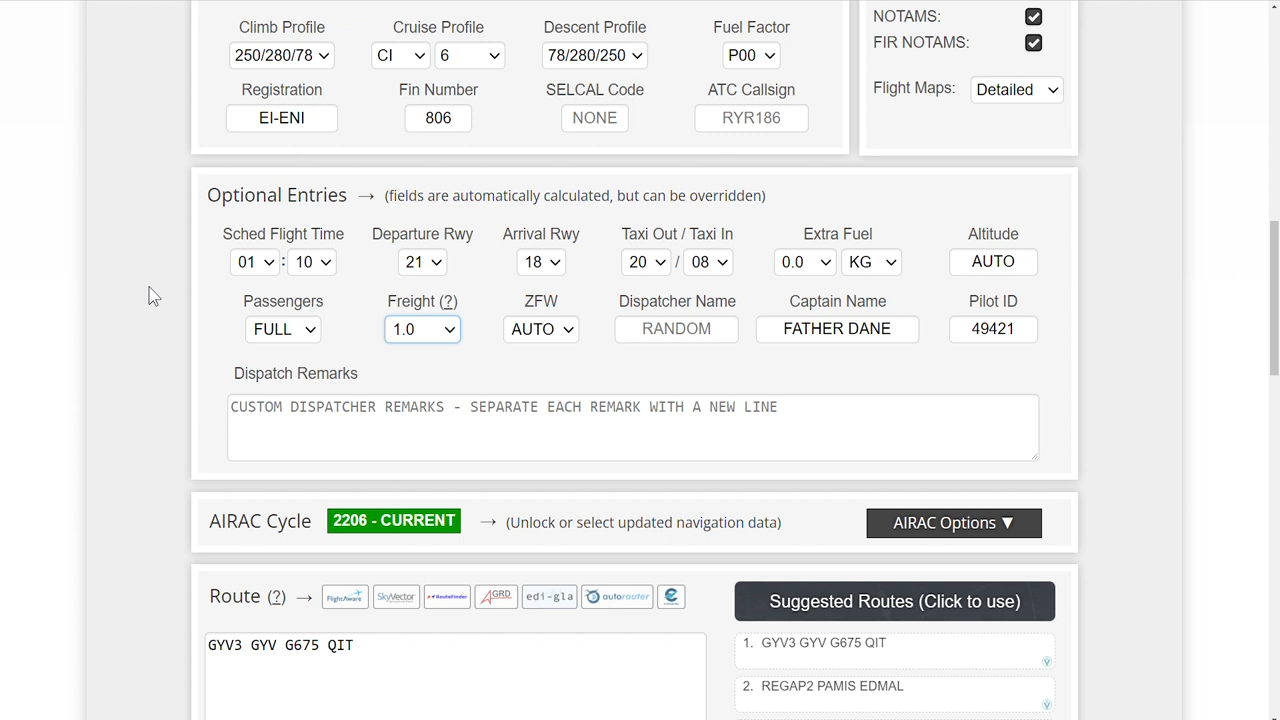 Climb Profile Cruise Profile Descent Profile Fuel Factor
250/280/78 CI 6 78/280/250 P00
Registration Fin Number SELCAL Code ATC Callsign
EI-ENI 806 NONE RYR186
NOTAMS:
FIR NOTAMS:
Flight Maps: Detailed
Optional Entries → (fields are automatically calculated, but can be overridden)
Sched Flight Time Departure Rwy Arrival Rwy Taxi Out / Taxi In Extra Fuel Altitude
01 : 10 21 18 20 / 08 0.0 KG AUTO
Passengers Freight (?) ZFW Dispatcher Name Captain Name Pilot ID
FULL 1.0 AUTO RANDOM FATHER DANE 49421
Dispatch Remarks
CUSTOM DISPATCHER REMARKS - SEPARATE EACH REMARK WITH A NEW LINE
AIRAC Cycle 2206 - CURRENT → (Unlock or select updated navigation data) AIRAC Options ▼
Route (?) → FlightAware SkyVector RouteFinder AGRD edi-gla autorouter
GYV3 GYV G675 QIT
Suggested Routes (Click to use)
1. GYV3 GYV G675 QIT
2. REGAP2 PAMIS EDMAL